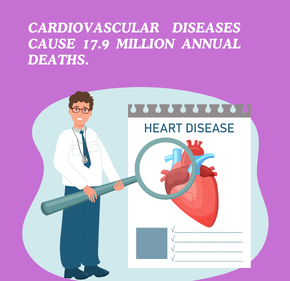 CARDIOVASCULAR DISEASES
CAUSE 17.9 MILLION ANNUAL
DEATHS.
HEART DISEASE